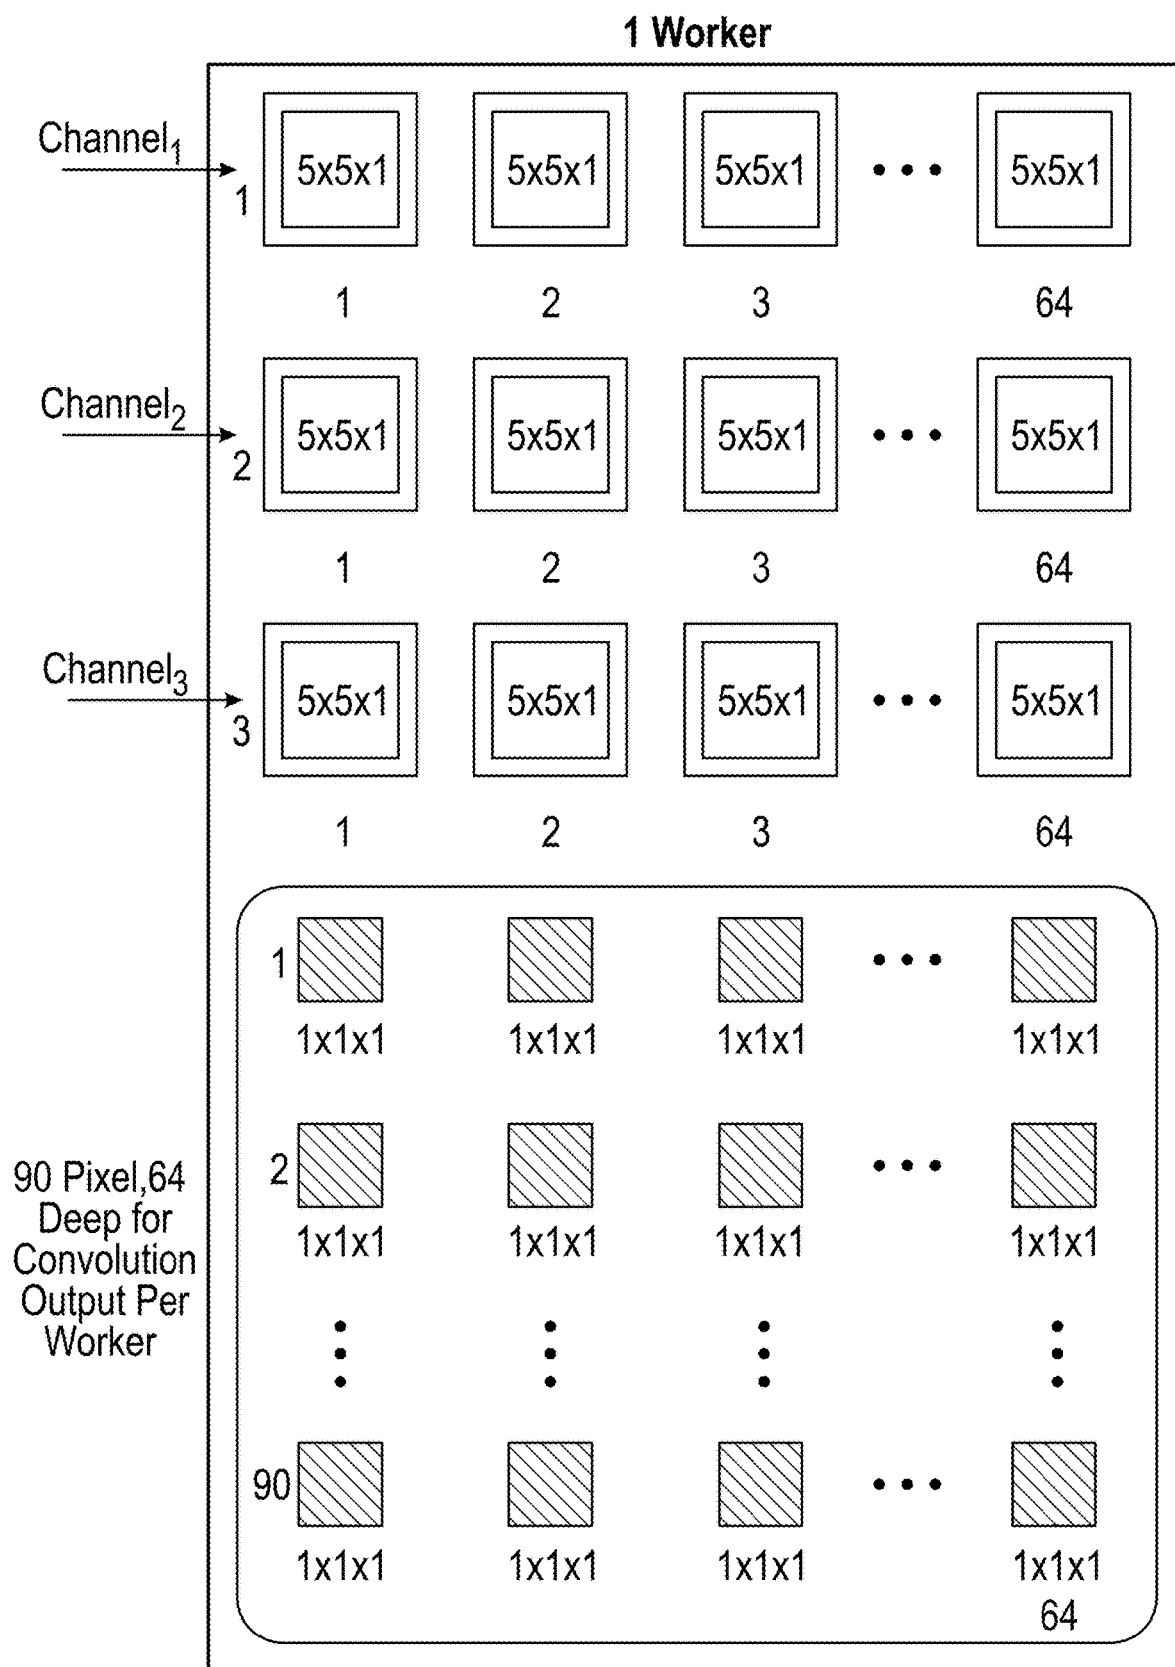 1 Worker
Channel1
1
5x5x1 5x5x1 5x5x1 5x5x1
1 2 3 64
Channel2
2
5x5x1 5x5x1 5x5x1 5x5x1
1 2 3 64
Channel3
3
5x5x1 5x5x1 5x5x1 5x5x1
1 2 3 64
1
1x1x1 1x1x1 1x1x1 1x1x1
2
1x1x1 1x1x1 1x1x1 1x1x1
90 Pixel,64
Deep for
Convolution
Output Per
Worker
90
1x1x1 1x1x1 1x1x1 1x1x1
64